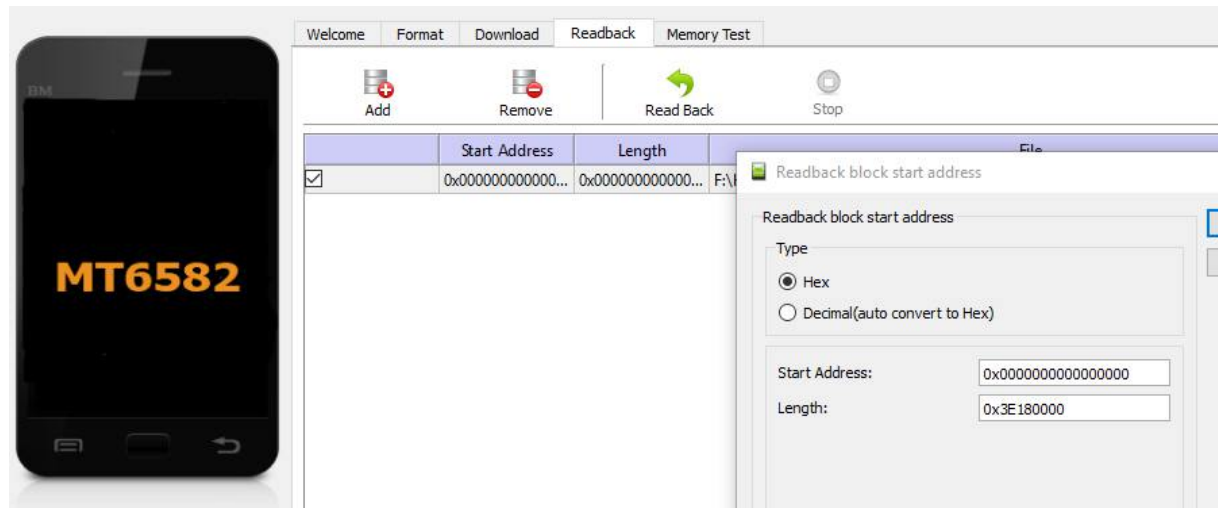 Welcome Format Download Readback Memory Test
BM
Add Remove Read Back Stop
Start Address Length File
0x000000000000... 0x000000000000... F:\
Readback block start address
Readback block start address
Type
Hex
Decimal(auto convert to Hex)
MT6582
Start Address: 0x0000000000000000
Length: 0x3E180000